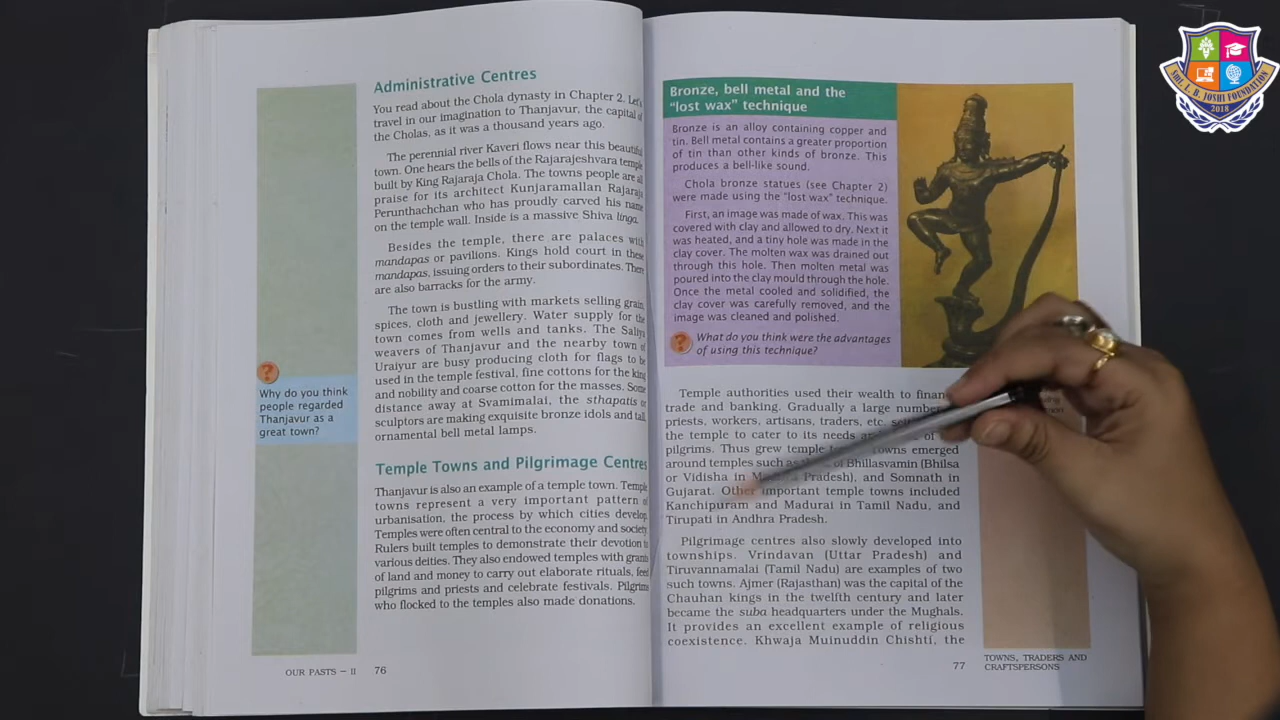 Administrative Centres
You read about the Chola dynasty in Chapter 2. Let's
travel in our imagination to Thanjavur, the capital of
the Cholas, as it was a thousand years ago.
The perennial river Kaveri flows near this beautiful
town. One hears the bells of the Rajarajeshvara temple
built by King Rajaraja Chola. The towns people are all
praise for its architect Kunjaramallan Rajaraja
Perunthachchan who has proudly carved his name
on the temple wall. Inside is a massive Shiva linga.
Besides the temple, there are palaces with
mandapas or pavilions. Kings hold court in these
mandapas, issuing orders to their subordinates. There
are also barracks for the army.
The town is bustling with markets selling grain,
spices, cloth and jewellery. Water supply for the
town comes from wells and tanks. The Saliya
weavers of Thanjavur and the nearby town of
Uraiyur are busy producing cloth for flags to be
used in the temple festival, fine cottons for the king
and nobility and coarse cotton for the masses. Some
distance away at Svamimalai, the sthapatis or
sculptors are making exquisite bronze idols and tall,
ornamental bell metal lamps.
?
Why do you think
people regarded
Thanjavur as a
great town?
Temple Towns and Pilgrimage Centres
Thanjavur is also an example of a temple town. Temple
towns represent a very important pattern of
urbanisation, the process by which cities develop.
Temples were often central to the economy and society.
Rulers built temples to demonstrate their devotion to
various deities. They also endowed temples with grants
of land and money to carry out elaborate rituals, feed
pilgrims and priests and celebrate festivals. Pilgrims
who flocked to the temples also made donations.
OUR PASTS – II 76
Bronze, bell metal and the
"lost wax" technique
Bronze is an alloy containing copper and
tin. Bell metal contains a greater proportion
of tin than other kinds of bronze. This
produces a bell-like sound.
Chola bronze statues (see Chapter 2)
were made using the "lost wax" technique.
First, an image was made of wax. This was
covered with clay and allowed to dry. Next it
was heated, and a tiny hole was made in the
clay cover. The molten wax was drained out
through this hole. Then molten metal was
poured into the clay mould through the hole.
Once the metal cooled and solidified, the
clay cover was carefully removed, and the
image was cleaned and polished.
? What do you think were the advantages
of using this technique?
Temple authorities used their wealth to
trade and banking. Gradually a large number
priests, workers, artisans, traders, etc.
the temple to cater to its needs of
pilgrims. Thus grew temple towns emerged
around temples such as of Bhillasvamin (Bhilsa
or Vidisha in Pradesh), and Somnath in
Gujarat. Other important temple towns included
Kanchipuram and Madurai in Tamil Nadu, and
Tirupati in Andhra Pradesh.
Pilgrimage centres also slowly developed into
townships. Vrindavan (Uttar Pradesh) and
Tiruvannamalai (Tamil Nadu) are examples of two
such towns. Ajmer (Rajasthan) was the capital of the
Chauhan kings in the twelfth century and later
became the suba headquarters under the Mughals.
It provides an excellent example of religious
coexistence. Khwaja Muinuddin Chishti, the
77 TOWNS, TRADERS AND
CRAFTSPERSONS
SMT. I. B. JOSHI FOUNDATION
2018